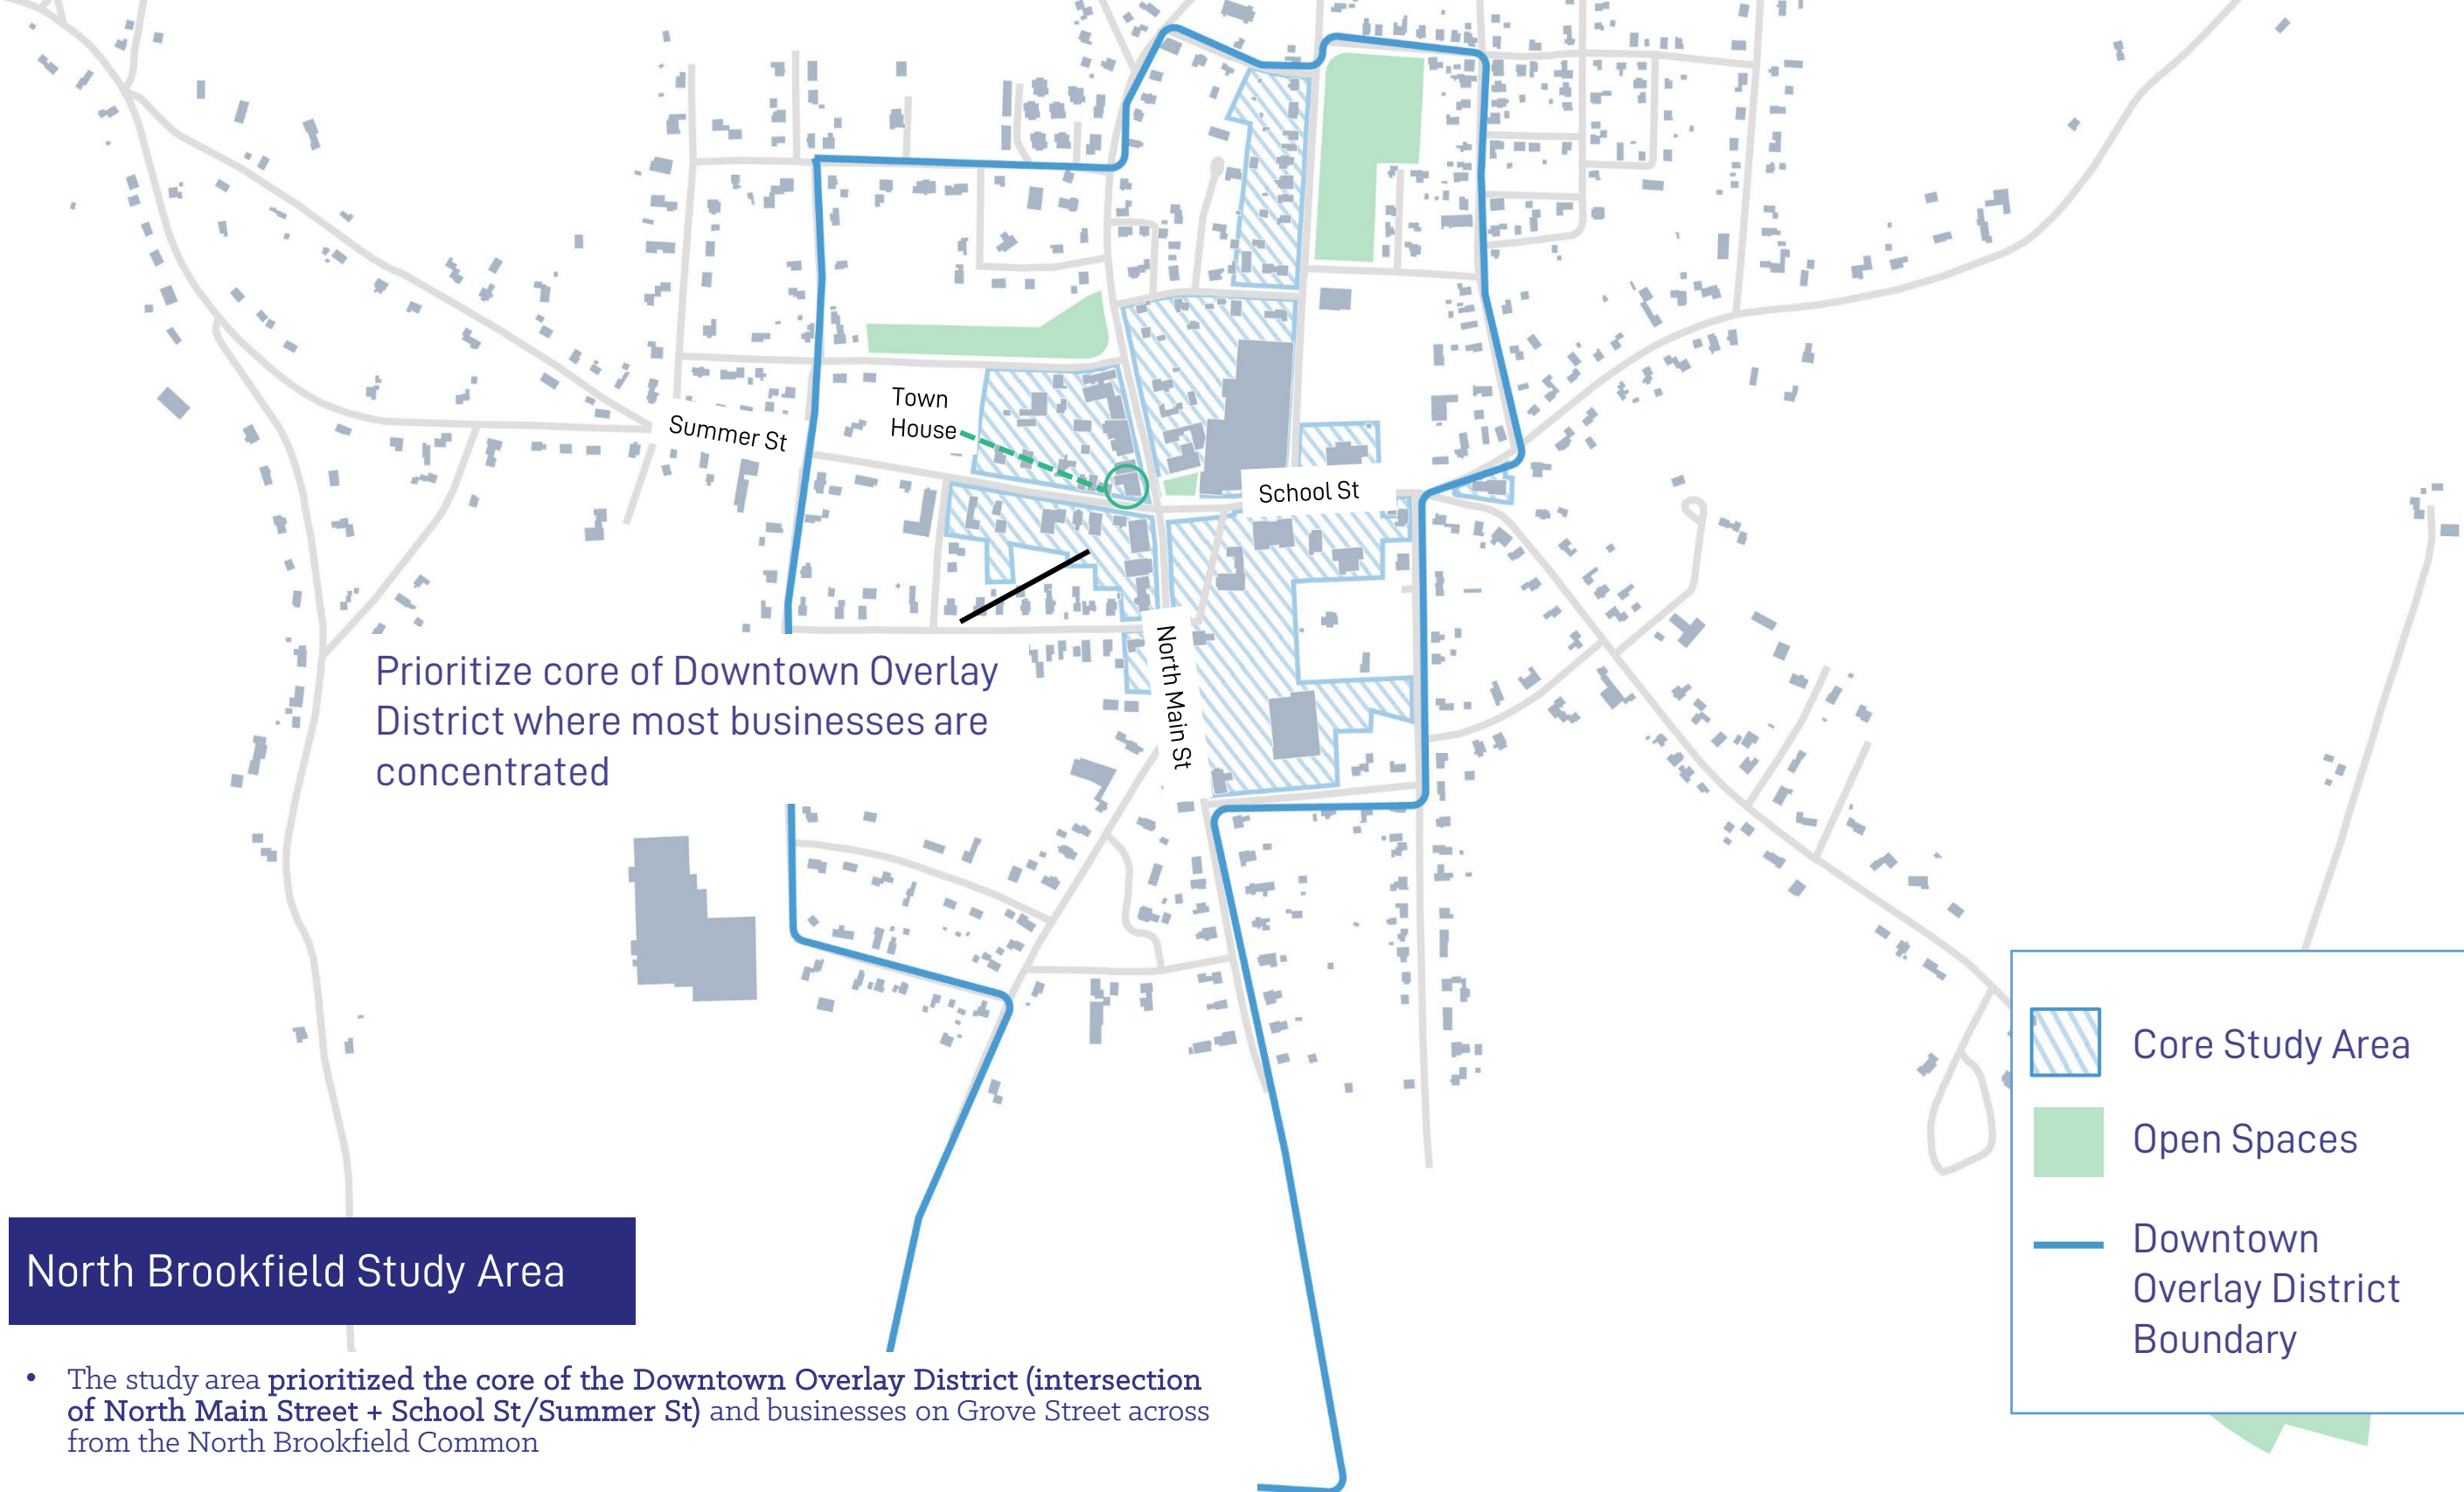 Town
House
Summer St
School St
North Main St
Prioritize core of Downtown Overlay
District where most businesses are
concentrated
Core Study Area
Open Spaces
Downtown
Overlay District
Boundary
North Brookfield Study Area
• The study area prioritized the core of the Downtown Overlay District (intersection
of North Main Street + School St/Summer St) and businesses on Grove Street across
from the North Brookfield Common